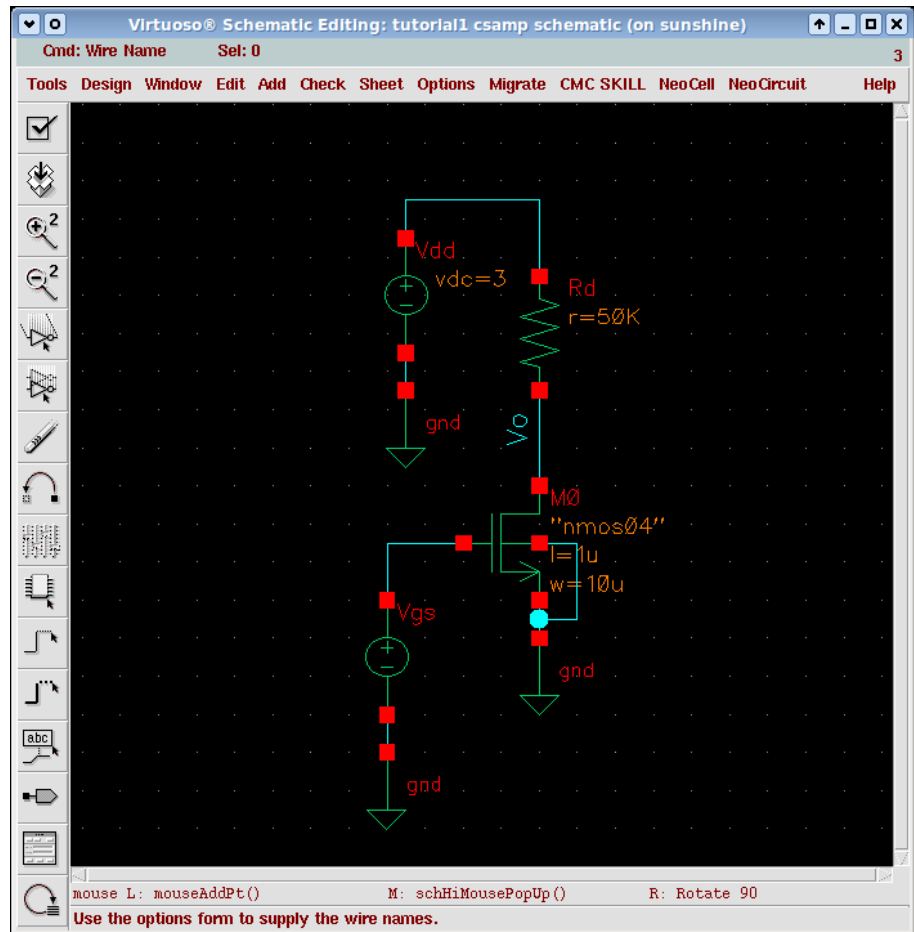 Virtuoso® Schematic Editing: tutorial1 csamp schematic (on sunshine)
Cmd: Wire Name Sel: 0
3
Tools Design Window Edit Add Check Sheet Options Migrate CMC SKILL NeoCell NeoCircuit Help
2
2
abc
Vdd
vdc=3
Rd
r=50K
gnd
Vo
M0
"nmos04"
l=1u
w=10u
Vgs
gnd
gnd
mouse L: mouseAddPt() M: schHiMousePopUp() R: Rotate 90
Use the options form to supply the wire names.